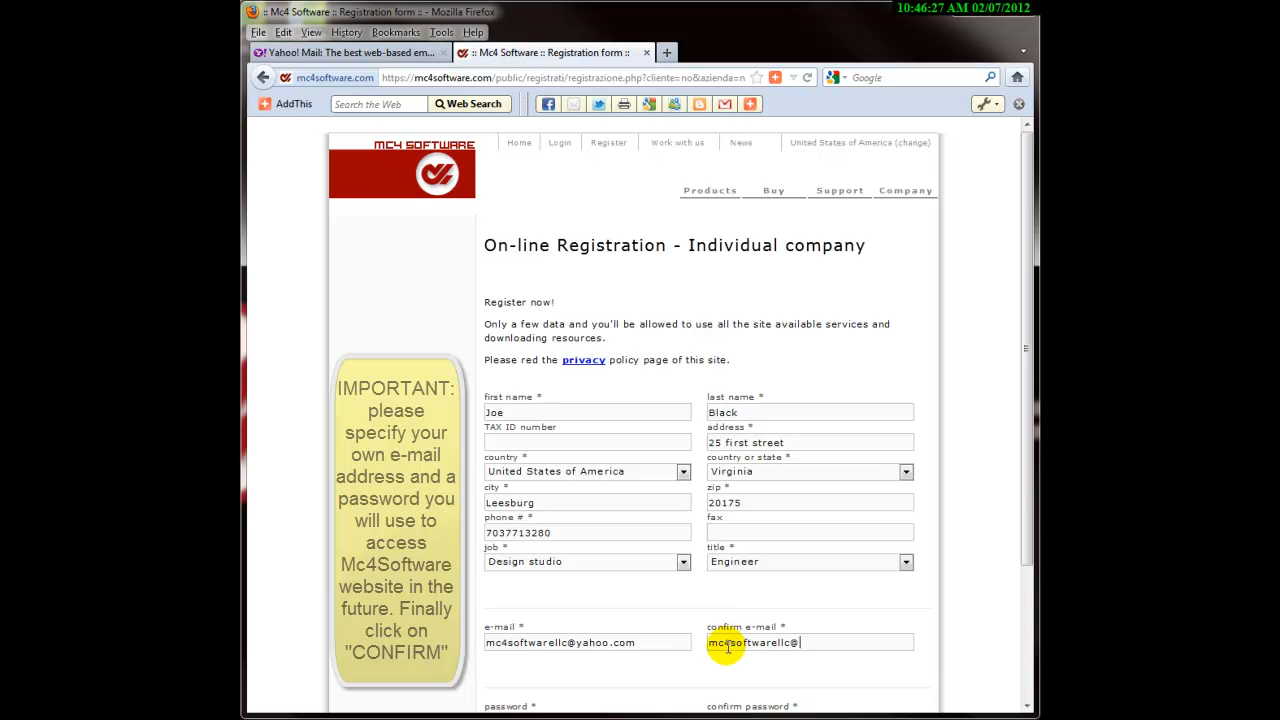 10:46:27 AM 02/07/2012
:: Mc4 Software :: Registration form :: - Mozilla Firefox
File Edit View History Bookmarks Tools Help
Yahoo! Mail: The best web-based em... × :: Mc4 Software :: Registration form :: × +
mc4software.com https://mc4software.com/public/registrati/registrazione.php?cliente=no&azienda=n Google
AddThis Search the Web Web Search
MC4 SOFTWARE
Home Login Register Work with us News United States of America (change)
Products Buy Support Company
On-line Registration - Individual company
Register now!
Only a few data and you'll be allowed to use all the site available services and
downloading resources.
Please red the privacy policy page of this site.
IMPORTANT:
please
specify your
own e-mail
address and a
password you
will use to
access
Mc4Software
website in the
future. Finally
click on
"CONFIRM"
first name * last name *
Joe Black
TAX ID number address *
25 first street
country * country or state *
United States of America Virginia
city * zip *
Leesburg 20175
phone # * fax
7037713280
job * title *
Design studio Engineer
e-mail * confirm e-mail *
mc4softwarellc@yahoo.com mc4softwarellc@
password * confirm password *